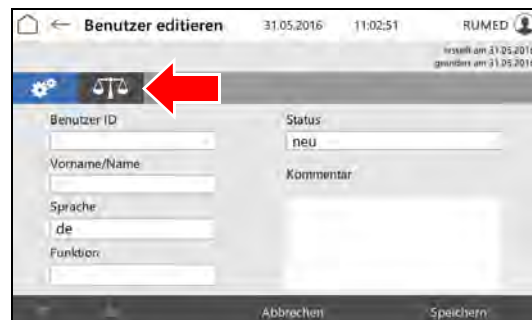 Benutzer editieren 31.05.2016 11:02:51 RUMED
erstellt am 31.05.2016
geändert am 31.05.2016
Benutzer ID
Status
neu
Vorname/Name
Kommentar
Sprache
de
Funktion
Abbrechen Speichern